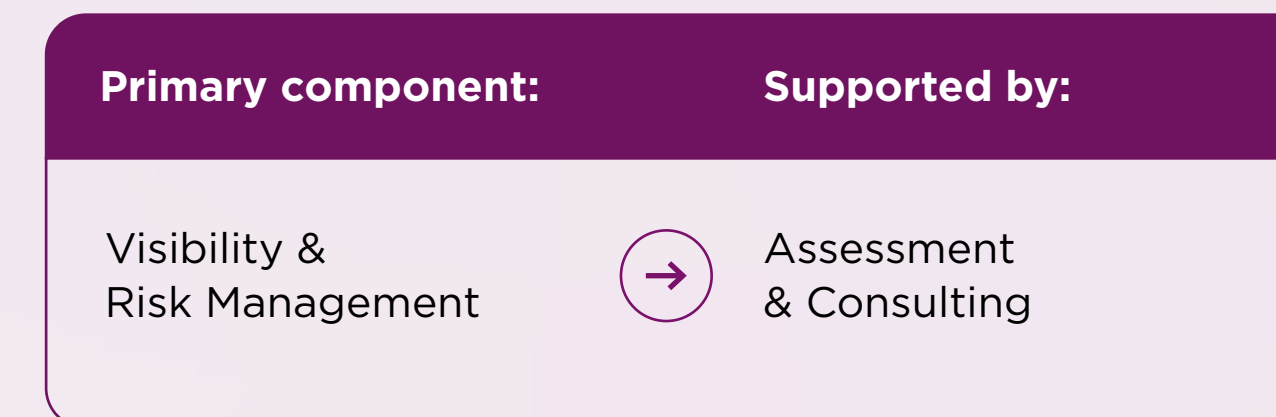 Primary component:
Supported by:
Visibility &
Risk Management
Assessment
& Consulting